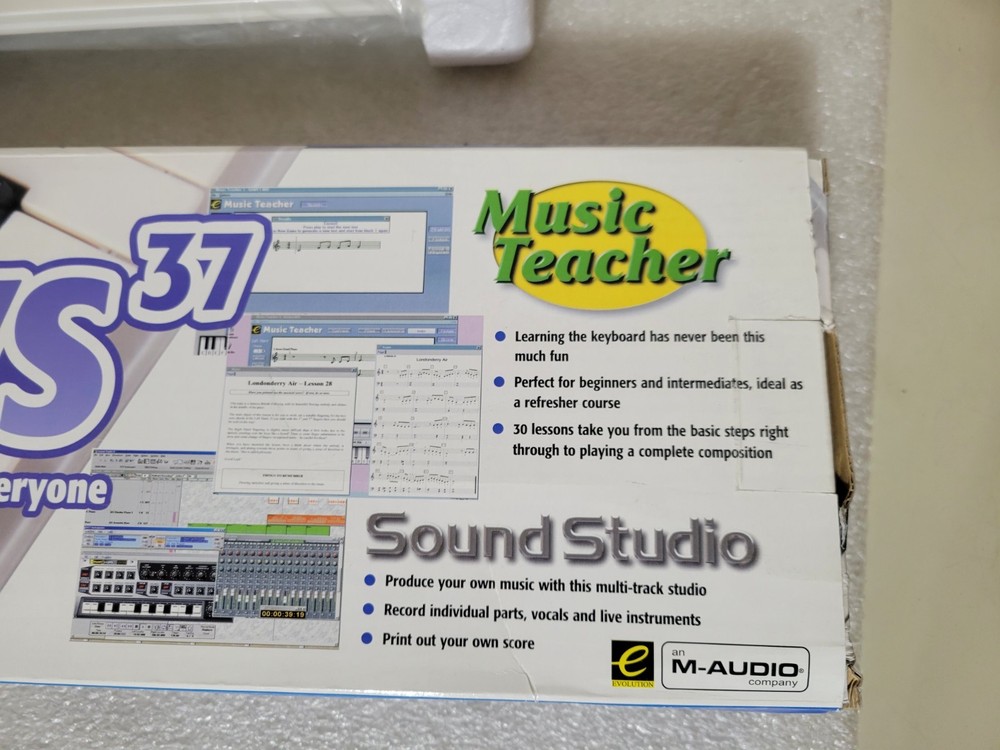 37
S
eryone
Music Teacher
Music Teacher
Londonderry Air
Londonderry Air - Lesson 28
00:00:39:19
Music
Teacher
Learning the keyboard has never been this
much fun
Perfect for beginners and intermediates, ideal as
a refresher course
30 lessons take you from the basic steps right
through to playing a complete composition
Sound Studio
Produce your own music with this multi-track studio
Record individual parts, vocals and live instruments
Print out your own score
e
EVOLUTION
an
M-AUDIO®
company